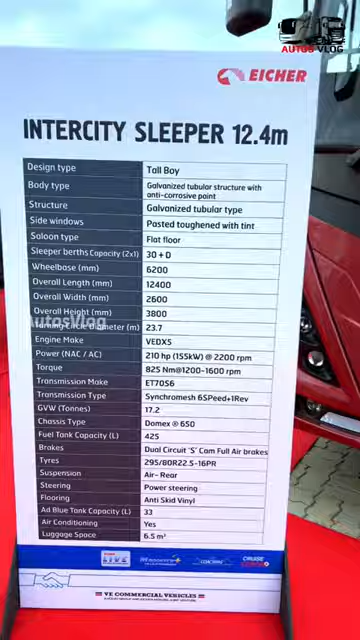 AUTOS VLOG
EICHER
INTERCITY SLEEPER 12.4m
Design type Tall Boy
Body type Galvanized tubular structure with
anti-corrosive paint
Structure Galvanized tubular type
Side windows Pasted toughened with tint
Saloon type Flat floor
Sleeper berths Capacity (2x1) 30 + D
Wheelbase (mm) 6200
Overall Length (mm) 12400
Overall Width (mm) 2600
Overall Height (mm) 3800
AutosVlog
Turning Circle Diameter (m) 23.7
Engine Make VEDX5
Power (NAC / AC) 210 hp (155kW) @ 2200 rpm
Torque 825 Nm@1200-1600 rpm
Transmission Make ET70S6
Transmission Type Synchromesh 6Speed+1Rev
GVW (Tonnes) 17.2
Chassis Type Domex @ 650
Fuel Tank Capacity (L) 425
Brakes Dual Circuit 'S' Cam Full Air brakes
Tyres 295/80R22.5-16PR
Suspension Air- Rear
Steering Power steering
Flooring Anti Skid Vinyl
Ad Blue Tank Capacity (L) 33
Air Conditioning Yes
Luggage Space 6.5 m³
LIVE
CRUISE
VE COMMERCIAL VEHICLES